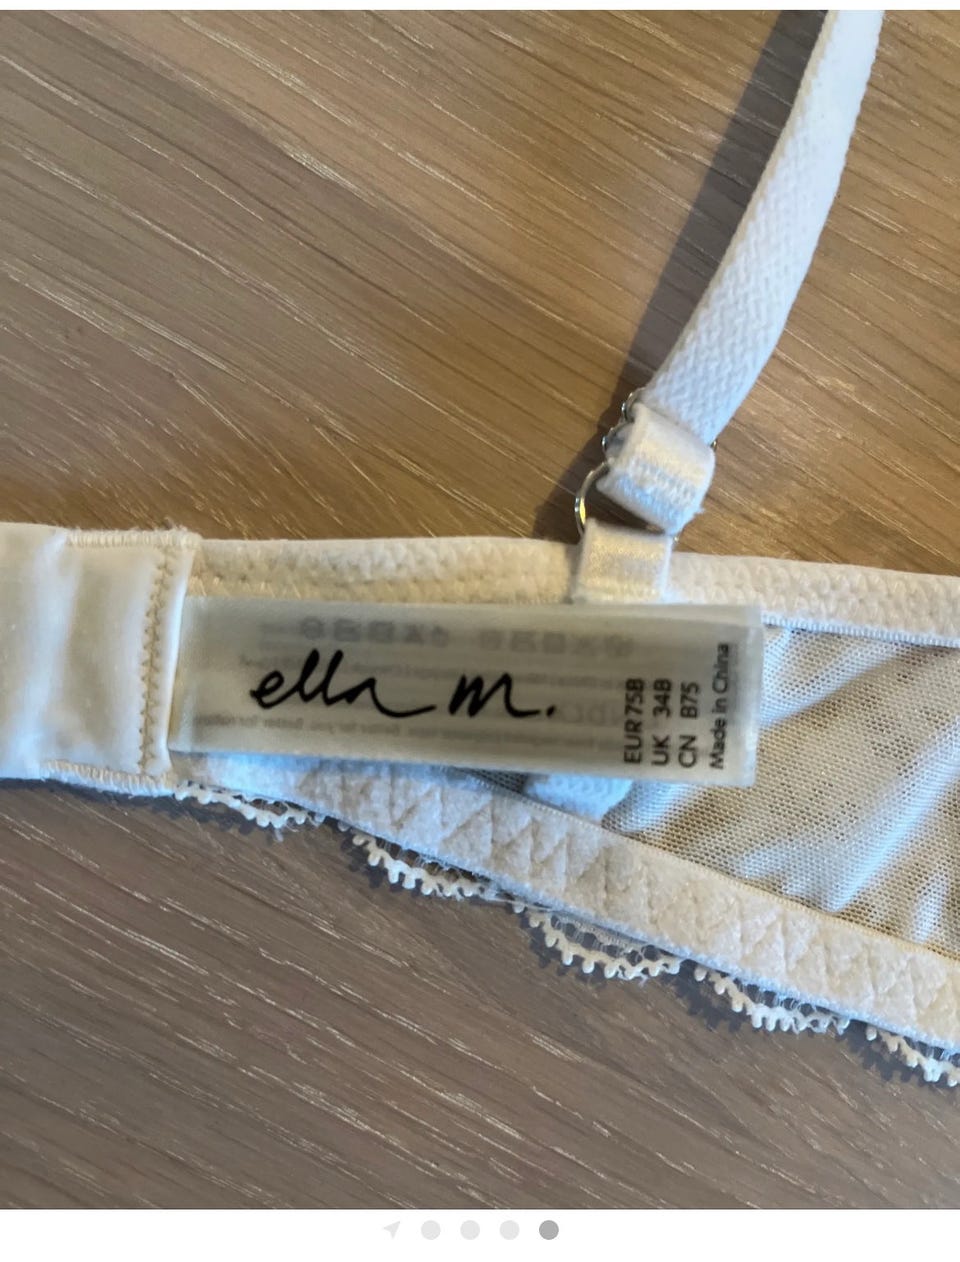 ella m.
EUR 75B
UK 34B
CN B75
Made in China